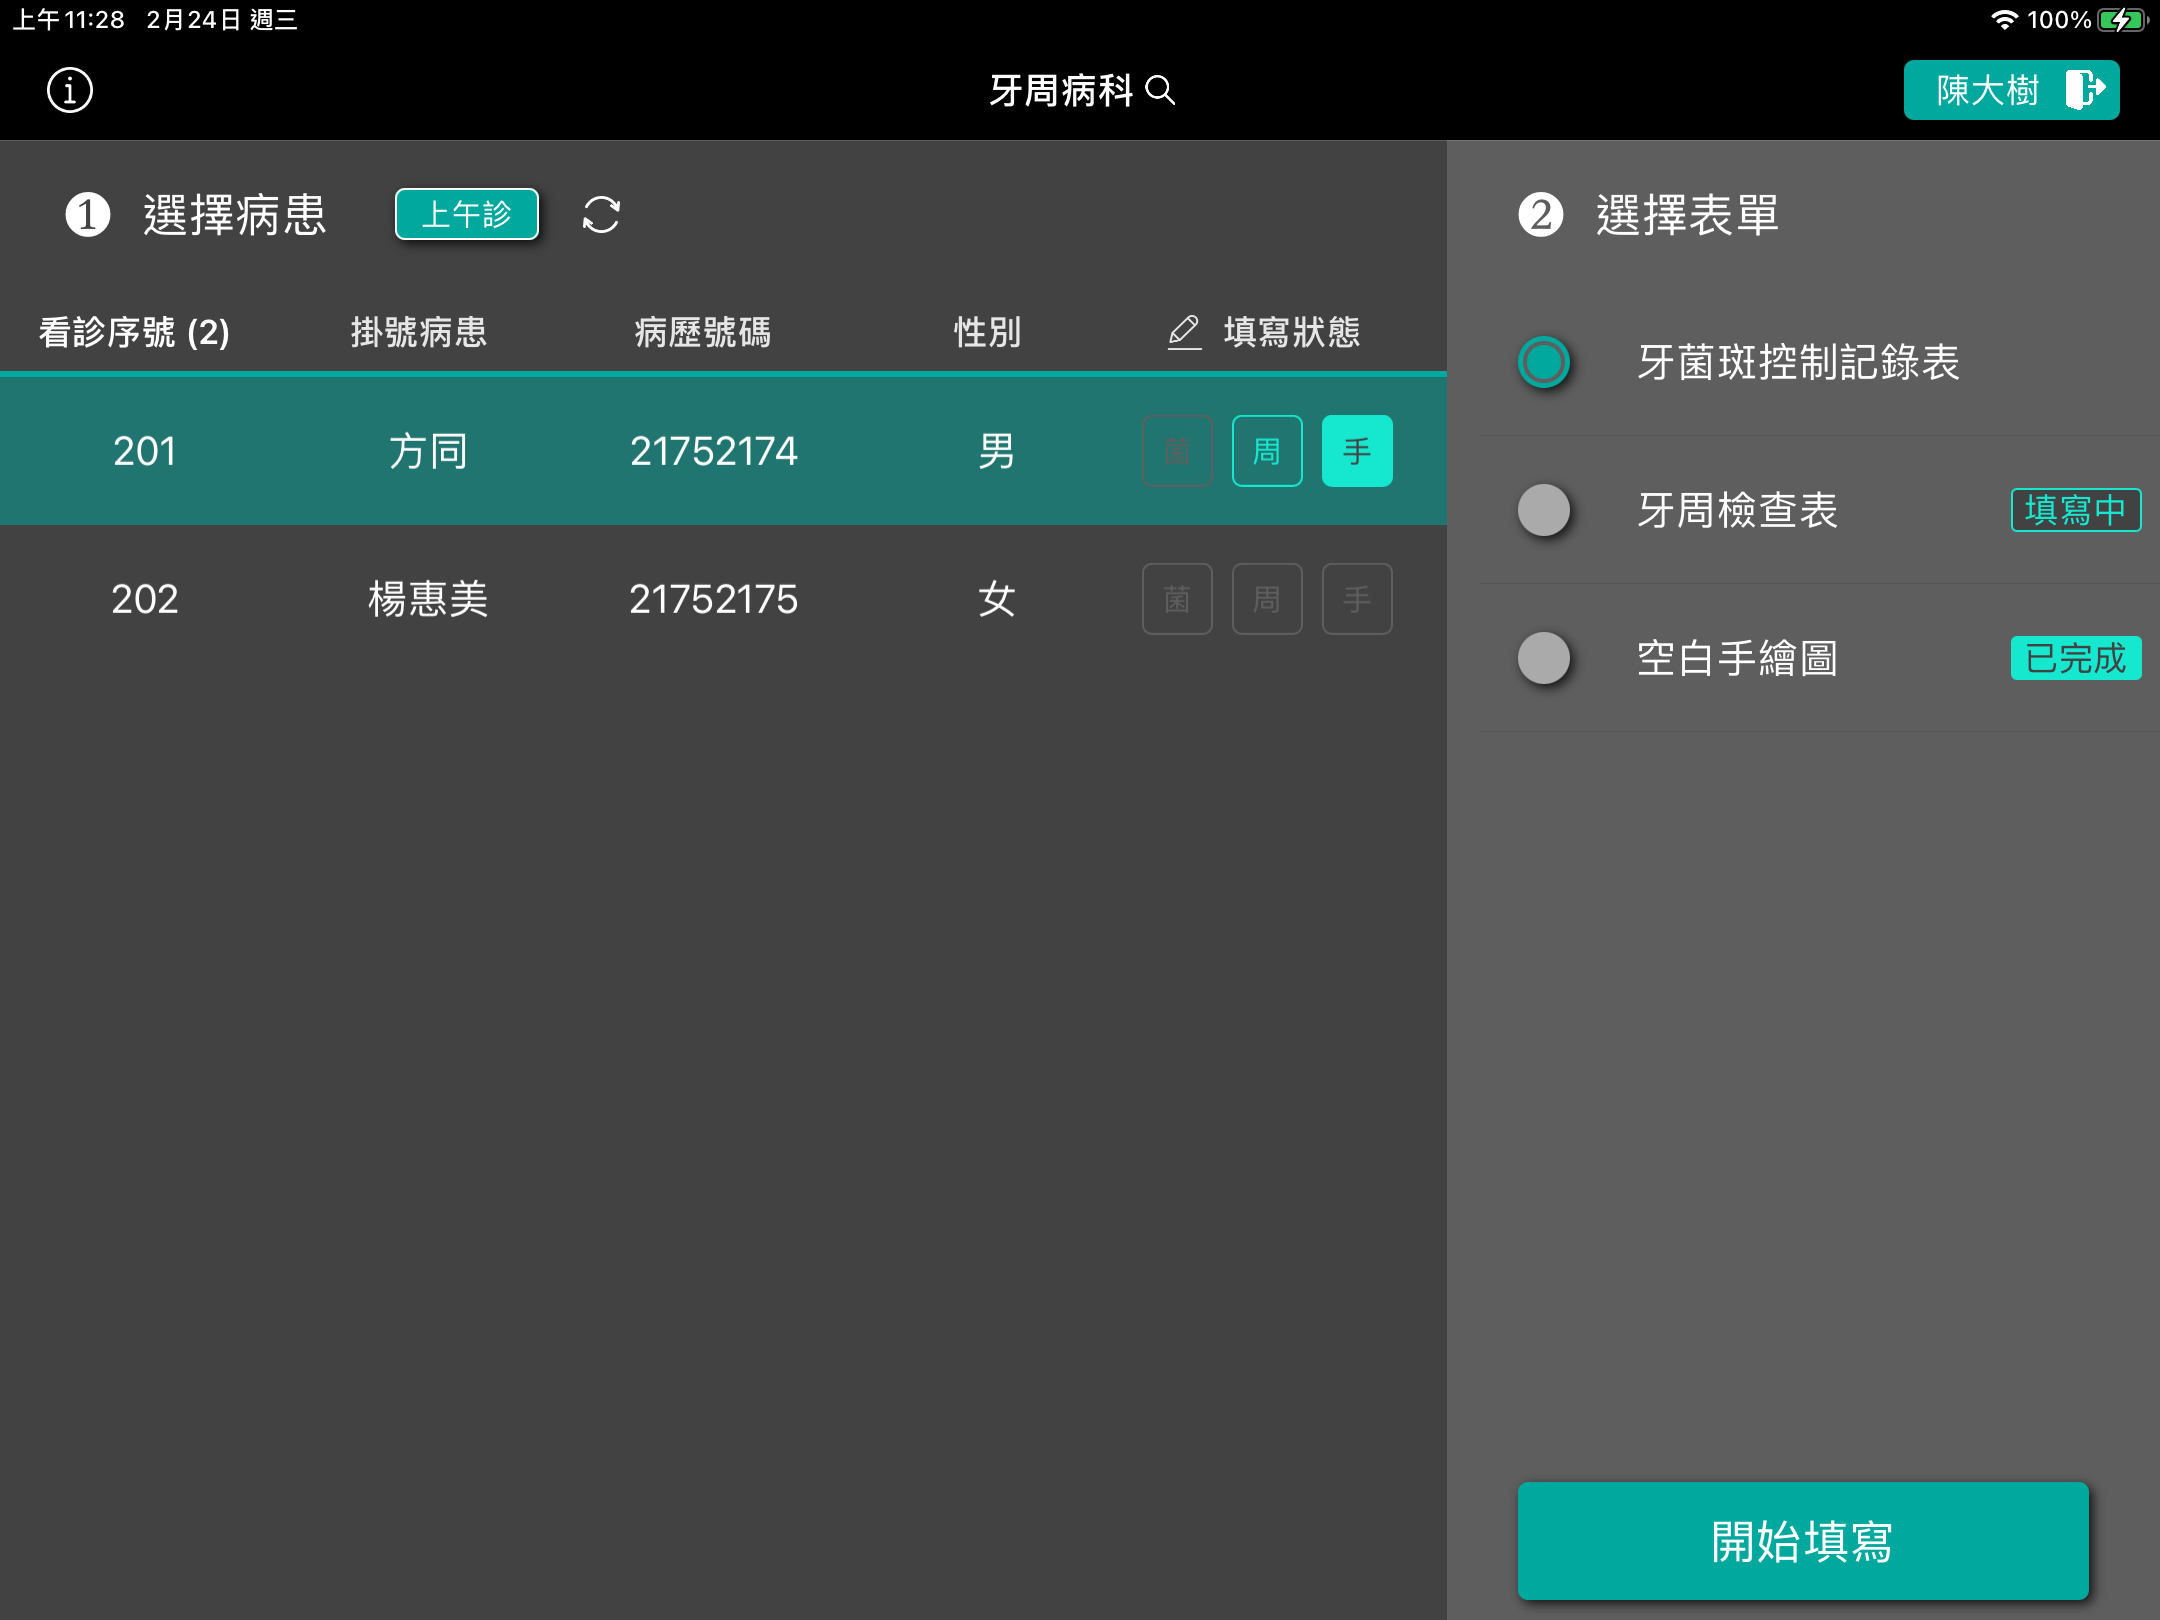 上午11:28 2月24日 週三 100%
牙周病科
陳大樹
1 選擇病患 上午診
看診序號 (2) 掛號病患 病歷號碼 性別 填寫狀態
201 方同 21752174 男 菌 周 手
202 楊惠美 21752175 女 菌 周 手
2 選擇表單
牙菌斑控制記錄表
牙周檢查表 填寫中
空白手繪圖 已完成
開始填寫